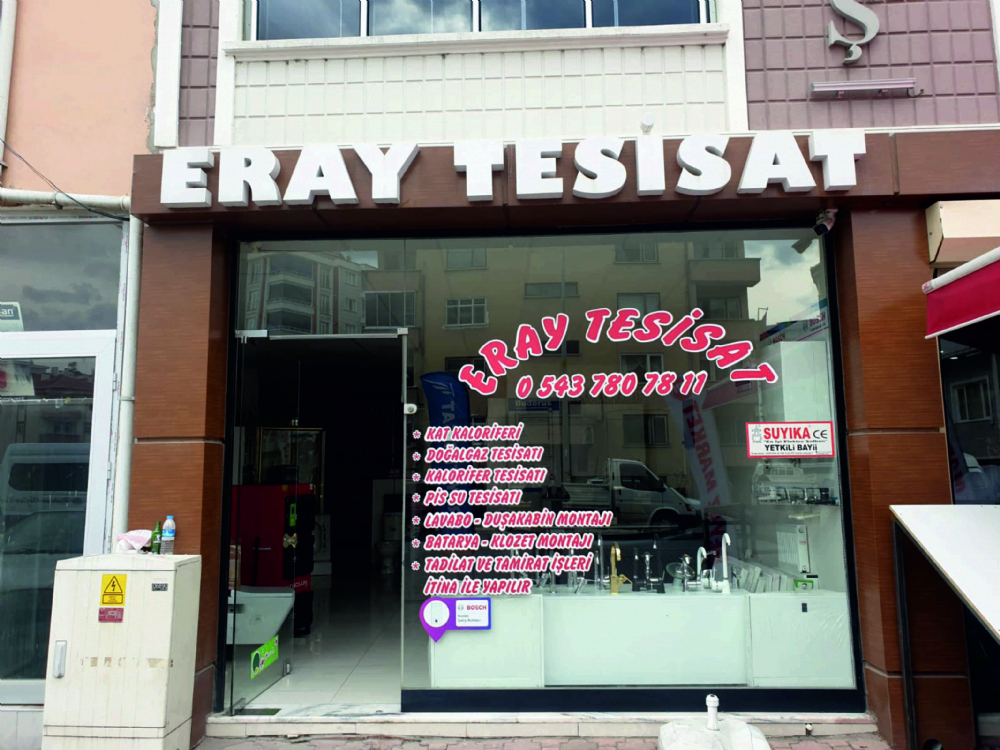 Ş
ERAY TESİSAT
ERAY TESİSAT
0 543 780 78 11
* KAT KALORİFERİ
* DOĞALGAZ TESİSATI
* KALORİFER TESİSATI
* PİS SU TESİSATI
* LAVABO - DUŞAKABİN MONTAJI
* BATARYA - KLOZET MONTAJI
* TADİLAT VE TAMİRAT İŞLERİ
İTİNA İLE YAPILIR
SUYIKA CE
YETKİLİ BAYİİ
BOSCH
MARKET